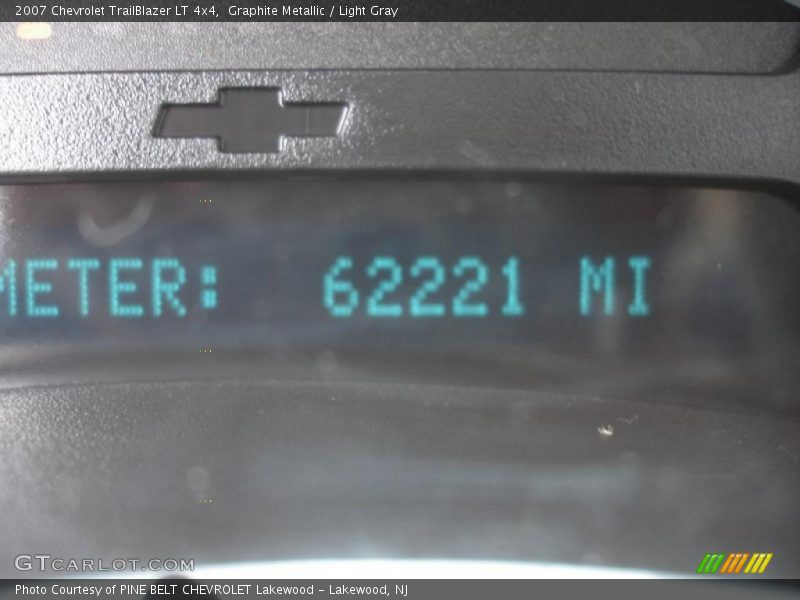 2007 Chevrolet TrailBlazer LT 4x4, Graphite Metallic / Light Gray
METER: 62221 MI
GTCARLOT.COM
Photo Courtesy of PINE BELT CHEVROLET Lakewood - Lakewood, NJ